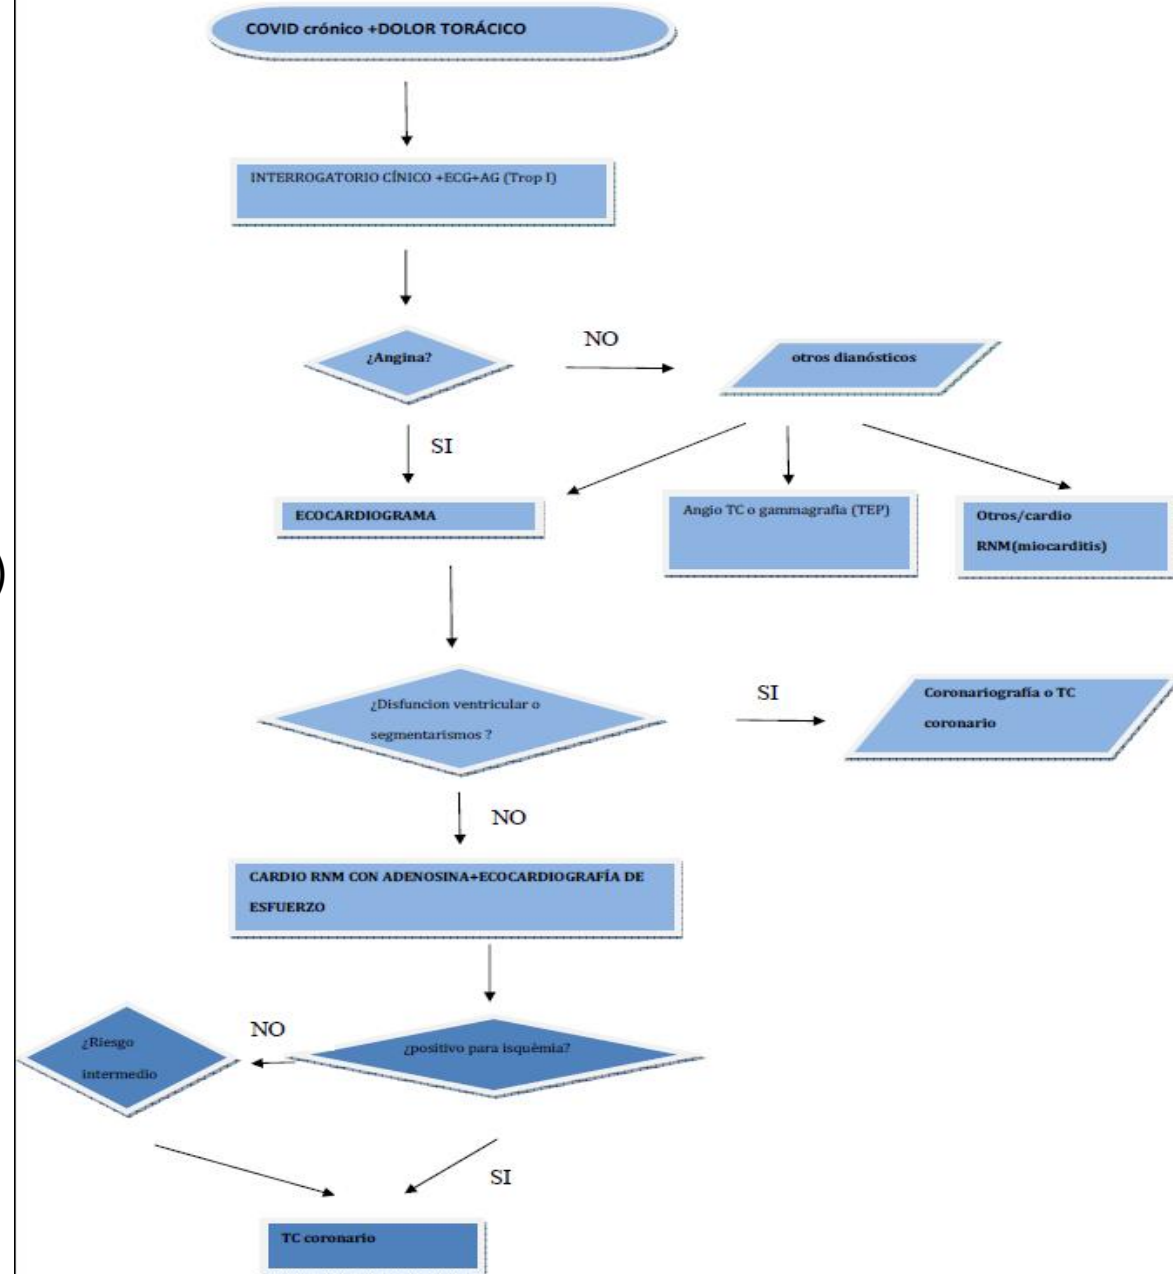 COVID crónico +DOLOR TORÁCICO
INTERROGATORIO CÍNICO +ECG+AG (Trop I)
¿Angina?
NO
otros dianósticos
SI
ECOCARDIOGRAMA
Angio TC o gammagrafia (TEP)
Otros/cardio
RNM(miocarditis)
)
¿Disfuncion ventricular o
segmentarismos ?
SI
Coronariografía o TC
coronario
NO
CARDIO RNM CON ADENOSINA+ECOCARDIOGRAFÍA DE
ESFUERZO
¿Riesgo
intermedio
NO
¿positivo para isquèmia?
SI
TC coronario